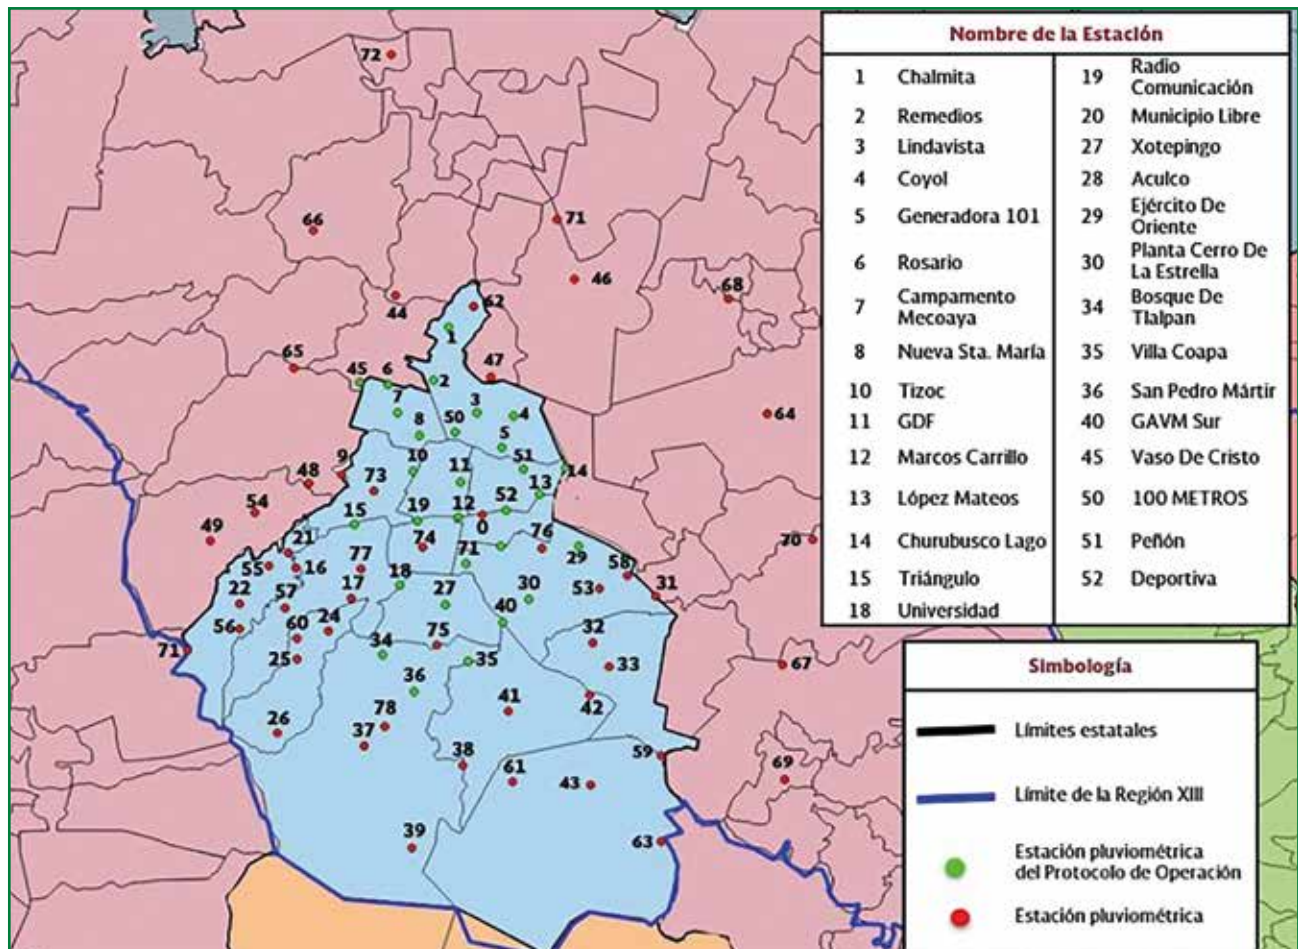 72
66
71
46
68
44
62
1
65
45
6
2
47
7
3
4
64
8
50
5
9
10
51
14
48
11
73
13
54
52
15
19
12
0
49
21
74
76
70
77
71
29
55
16
58
18
22
57
17
27
30
53
31
56
60
24
40
71
34
75
32
25
35
33
67
36
41
42
26
78
37
38
59
61
43
69
39
63
Nombre de la Estación
1 Chalmita
2 Remedios
3 Lindavista
4 Coyol
5 Generadora 101
6 Rosario
7 Campamento
Mecoaya
8 Nueva Sta. María
10 Tizoc
11 GDF
12 Marcos Carrillo
13 López Mateos
14 Churubusco Lago
15 Triángulo
18 Universidad
19 Radio
Comunicación
20 Municipio Libre
27 Xotepingo
28 Aculco
29 Ejército De
Oriente
30 Planta Cerro De
La Estrella
34 Bosque De
Tlalpan
35 Villa Coapa
36 San Pedro Mártir
40 GAVM Sur
45 Vaso De Cristo
50 100 METROS
51 Peñón
52 Deportiva
Simbología
Límites estatales
Límite de la Región XIII
Estación pluviométrica
del Protocolo de Operación
Estación pluviométrica